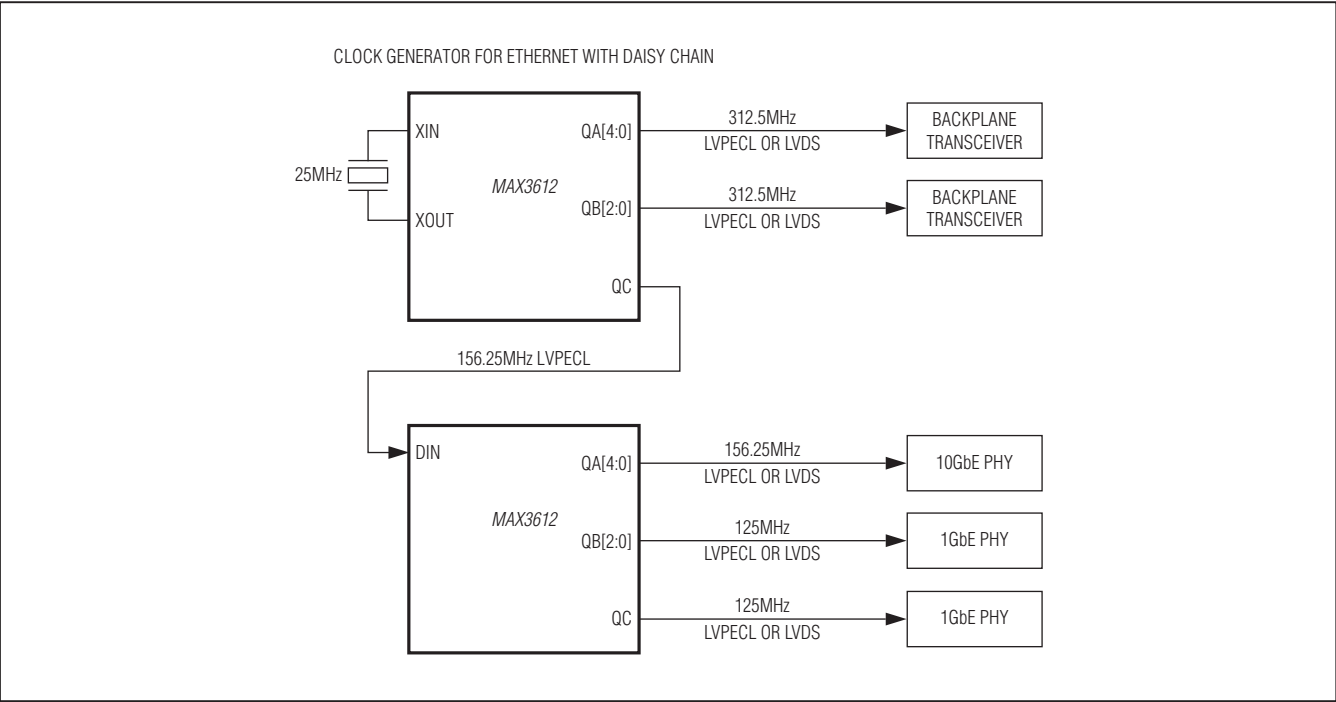 CLOCK GENERATOR FOR ETHERNET WITH DAISY CHAIN
XIN
XOUT
25MHz
MAX3612
QA[4:0]
QB[2:0]
QC
312.5MHz
LVPECL OR LVDS
BACKPLANE
TRANSCEIVER
312.5MHz
LVPECL OR LVDS
BACKPLANE
TRANSCEIVER
156.25MHz LVPECL
DIN
MAX3612
QA[4:0]
QB[2:0]
QC
156.25MHz
LVPECL OR LVDS
10GbE PHY
125MHz
LVPECL OR LVDS
1GbE PHY
125MHz
LVPECL OR LVDS
1GbE PHY